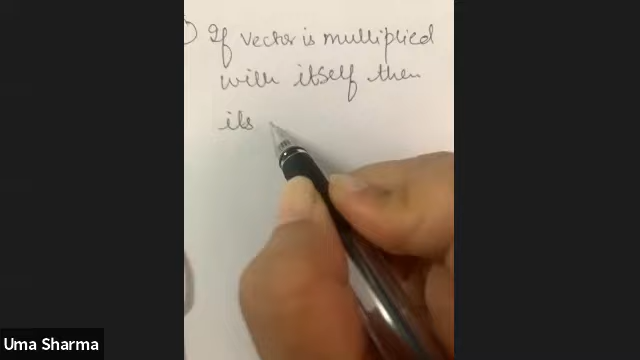 ) If vector is multiplied
with itself then
its
Uma Sharma